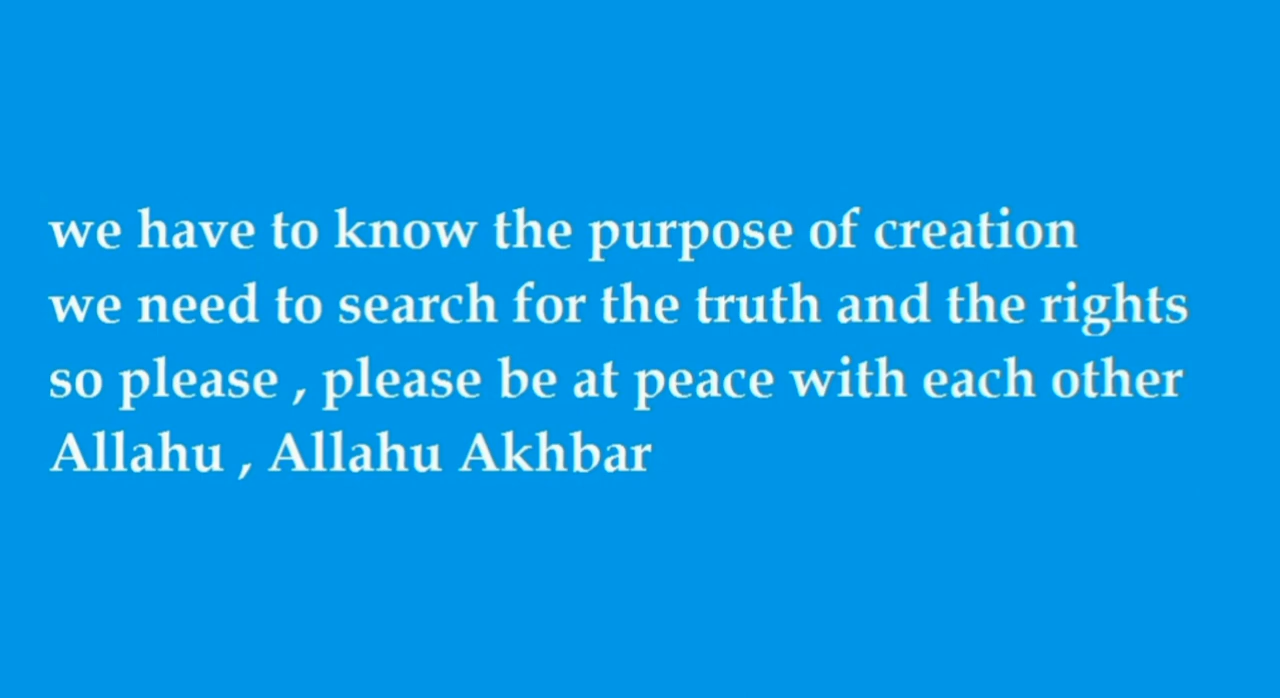 we have to know the purpose of creation
we need to search for the truth and the rights
so please , please be at peace with each other
Allahu , Allahu Akhbar